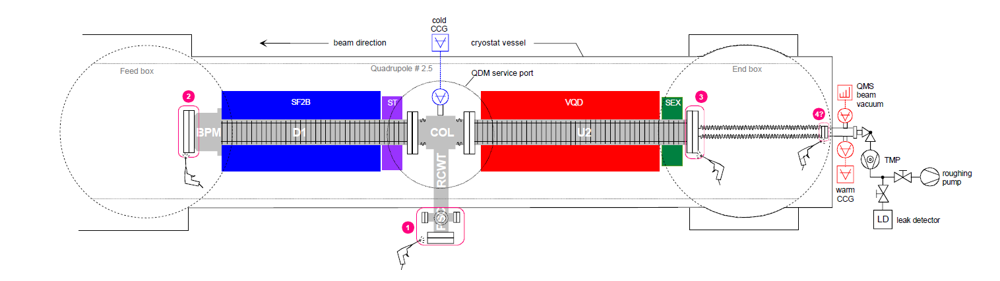 cold
CCG
beam direction
cryostat vessel
Feed box
Quadrupole # 2.5
QDM service port
End box
QMS
beam
vacuum
2
SF2B
ST
VQD
SEX
3
4?
BPM
D1
COL
U2
RCWT
TMP
roughing
pump
warm
CCG
1
LD
leak detector